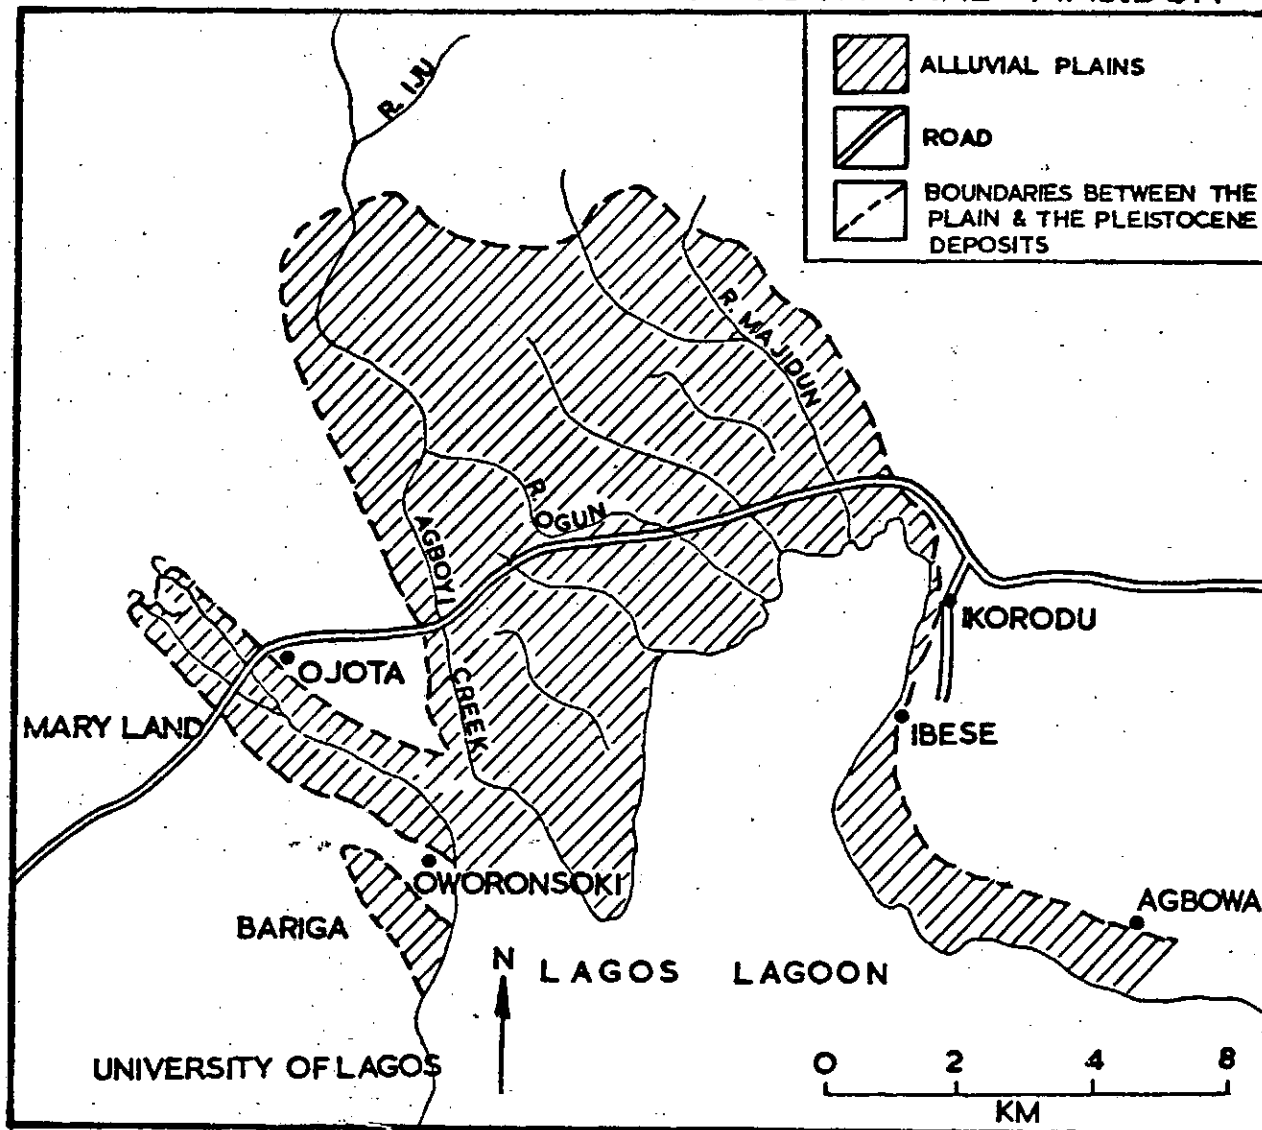 ALLUVIAL PLAINS
ROAD
BOUNDARIES BETWEEN THE
PLAIN & THE PLEISTOCENE
DEPOSITS
R. IJU
R. MAJIDUN
R. OGUN
AGBOYI CREEK
IKORODU
OJOTA
MARY LAND
IBESE
OWORONSOKI
BARIGA
AGBOWA
N
LAGOS LAGOON
UNIVERSITY OF LAGOS
0 2 4 8
KM